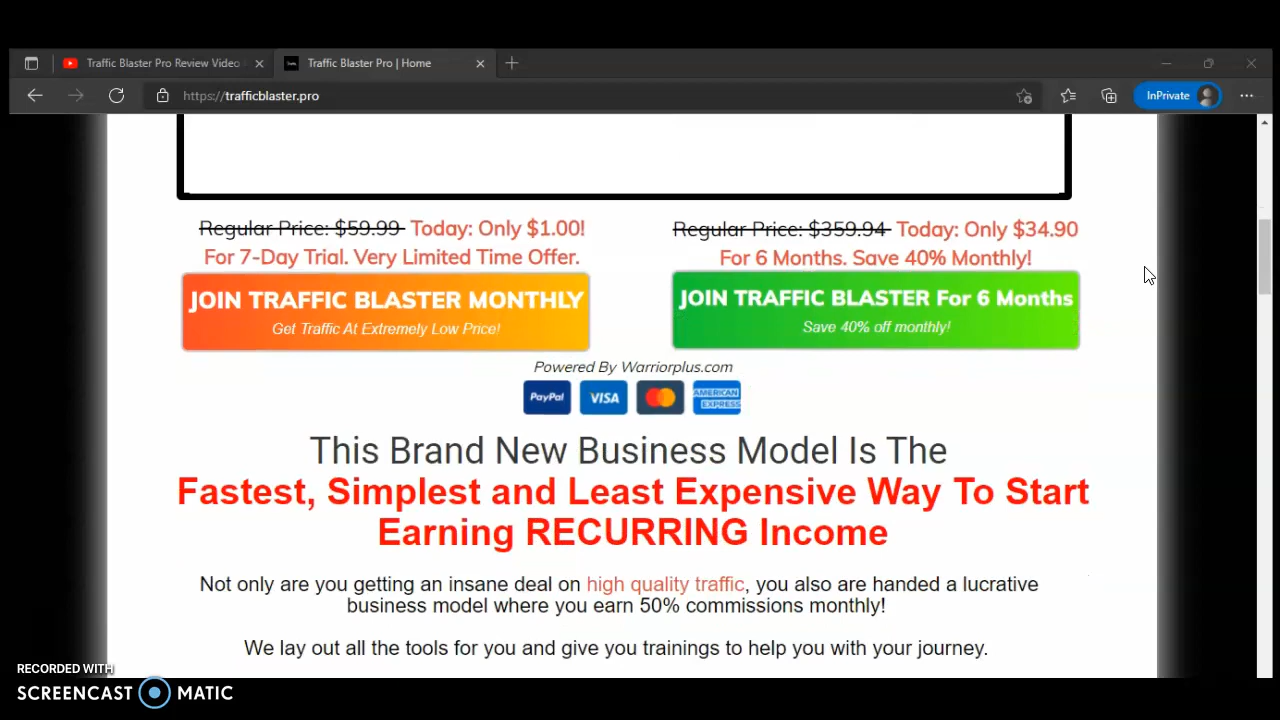 Traffic Blaster Pro Review Video
Traffic Blaster Pro | Home
https://trafficblaster.pro
InPrivate
Regular Price: $59.99 Today: Only $1.00!
For 7-Day Trial. Very Limited Time Offer.
JOIN TRAFFIC BLASTER MONTHLY
Get Traffic At Extremely Low Price!
Regular Price: $359.94 Today: Only $34.90
For 6 Months. Save 40% Monthly!
JOIN TRAFFIC BLASTER For 6 Months
Save 40% off monthly!
Powered By Warriorplus.com
PayPal VISA AMERICAN EXPRESS
This Brand New Business Model Is The
Fastest, Simplest and Least Expensive Way To Start
Earning RECURRING Income
Not only are you getting an insane deal on high quality traffic, you also are handed a lucrative
business model where you earn 50% commissions monthly!
We lay out all the tools for you and give you trainings to help you with your journey.
RECORDED WITH
SCREENCAST MATIC